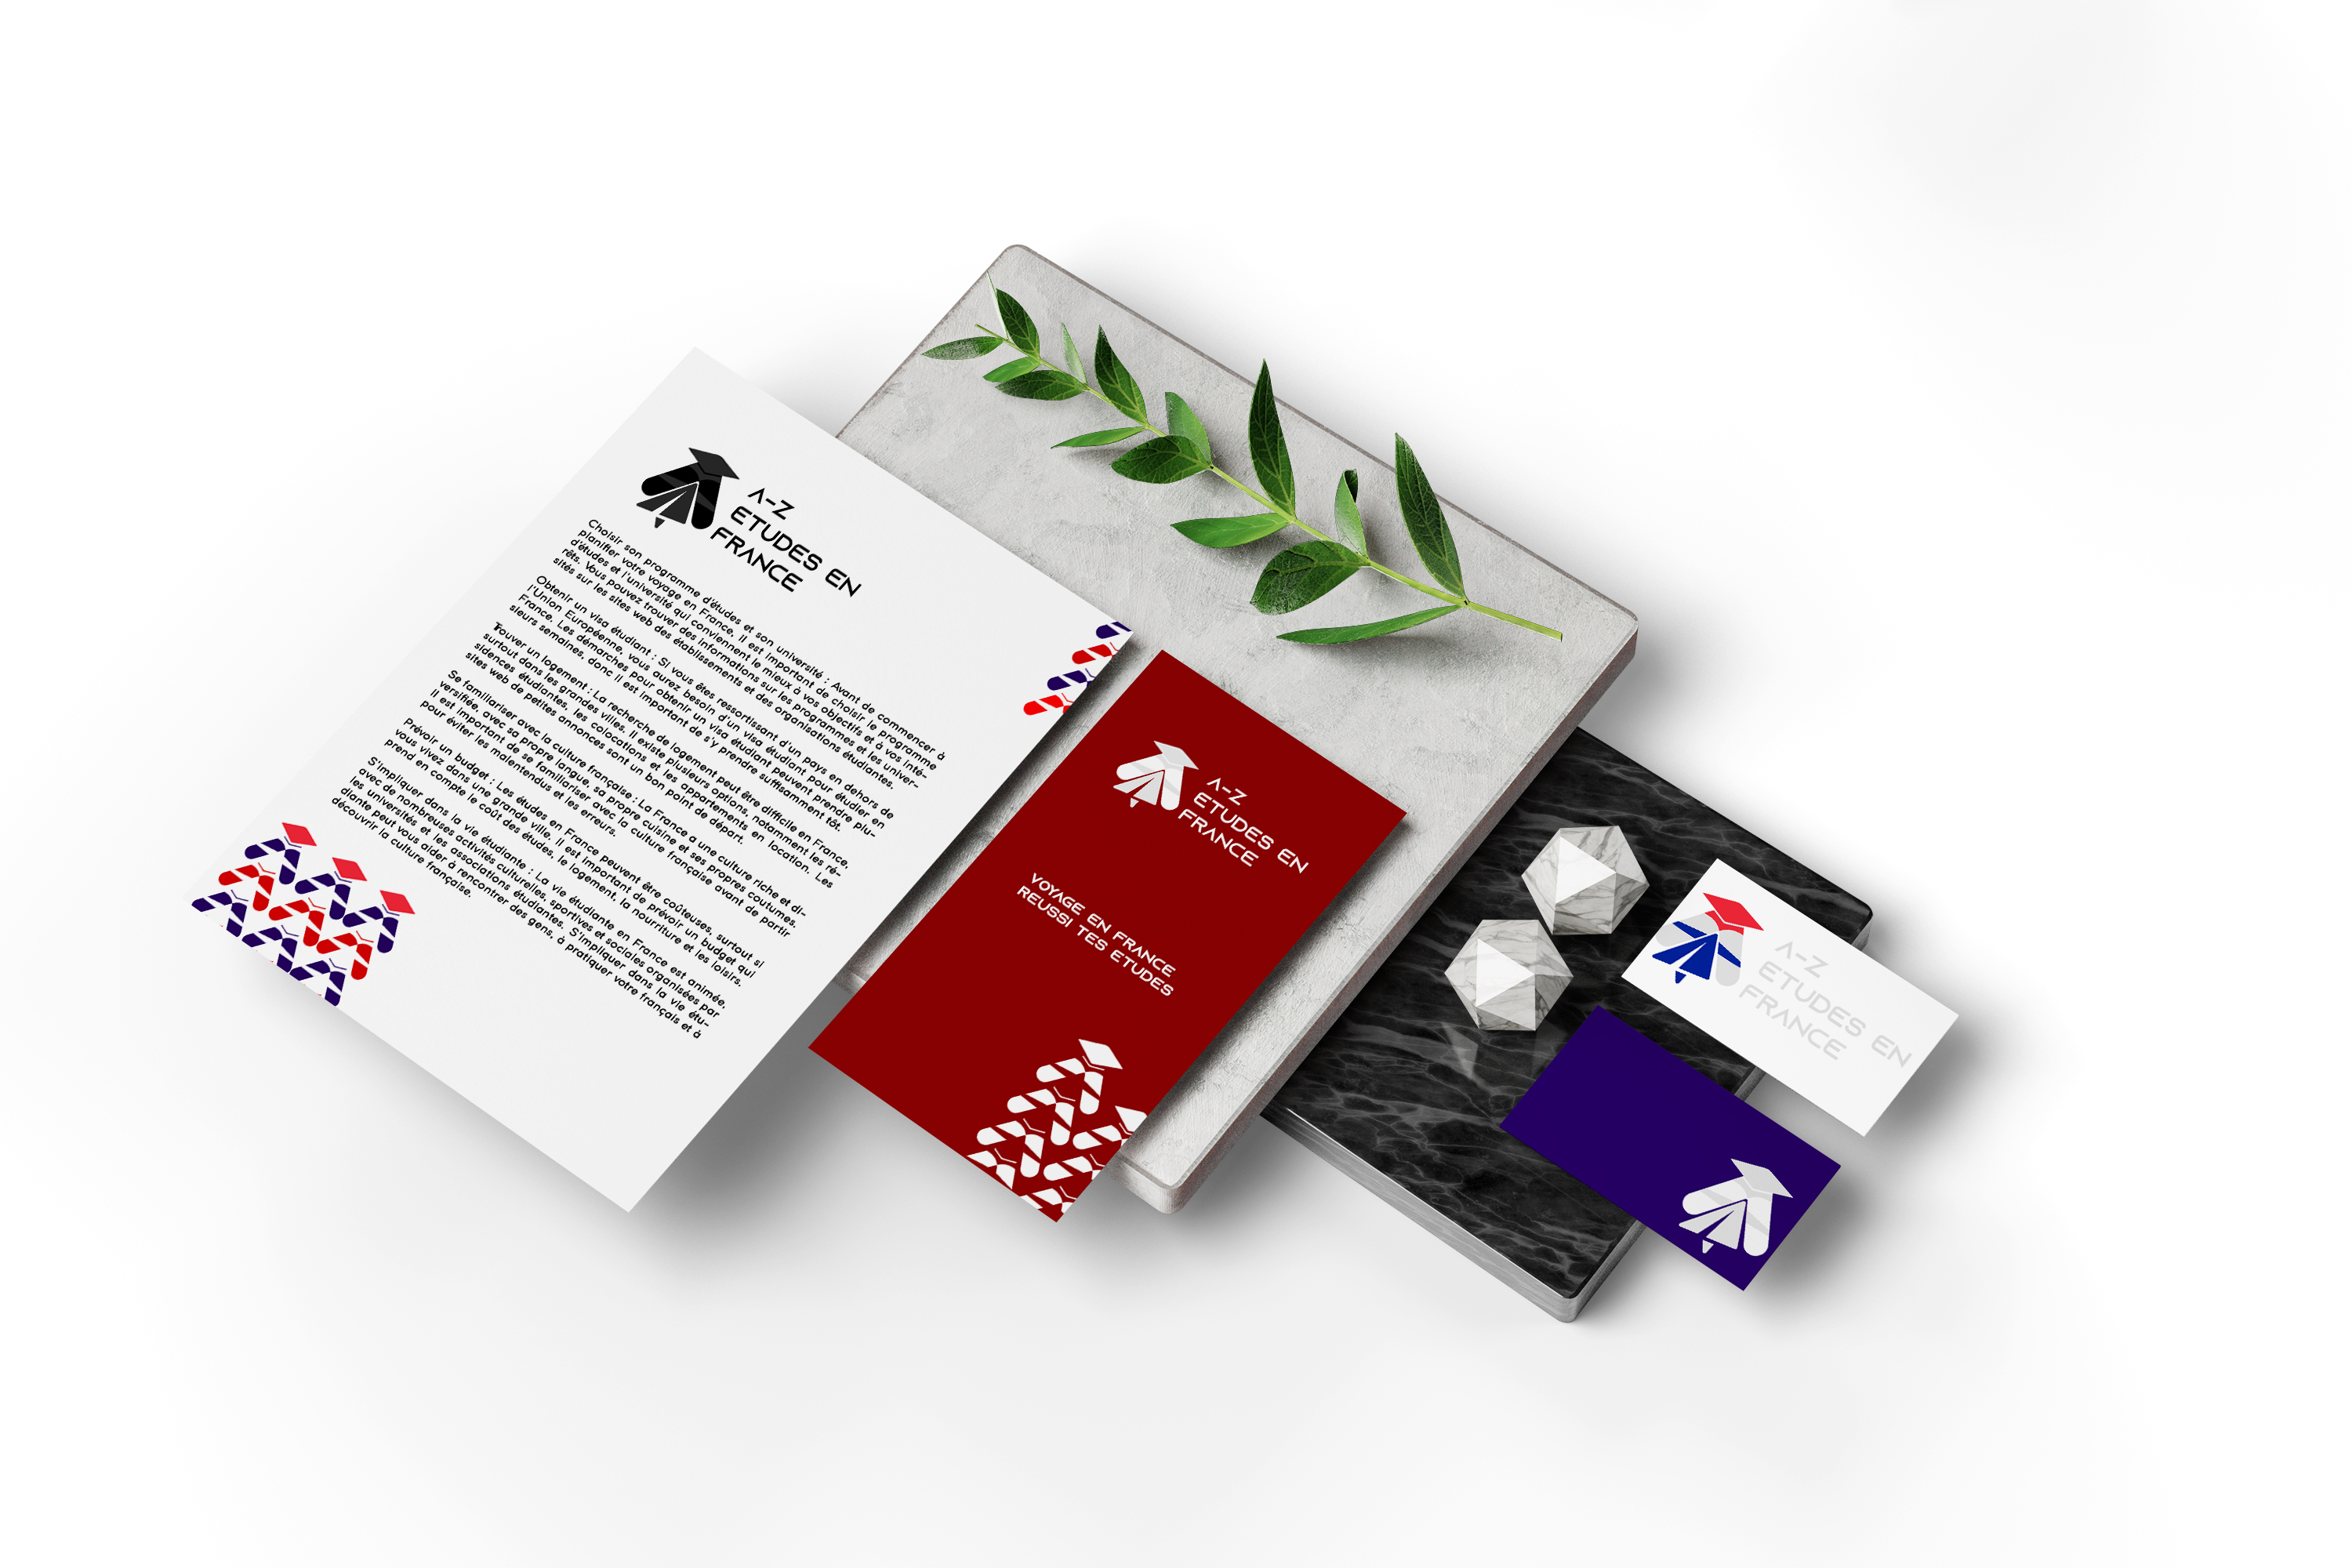 A-Z
ETUDES EN
FRANCE
Choisir son programme d'études et son université : Avant de commencer à
planifier votre voyage en France, il est important de choisir le programme
d'études et l'université qui conviennent le mieux à vos objectifs et à vos inté-
rêts. Vous pouvez trouver des informations sur les programmes et les univer-
sités sur les sites web des établissements et des organisations étudiantes.
Obtenir un visa étudiant : Si vous êtes ressortissant d'un pays en dehors de
l'Union Européenne, vous aurez besoin d'un visa étudiant pour étudier en
France. Les démarches pour obtenir un visa étudiant peuvent prendre plu-
sieurs semaines, donc il est important de s'y prendre suffisamment tôt.
Trouver un logement : La recherche de logement peut être difficile en France,
surtout dans les grandes villes. Il existe plusieurs options, notamment les ré-
sidences étudiantes, les colocations et les appartements en location. Les
sites web de petites annonces sont un bon point de départ.
Se familiariser avec la culture française : La France a une culture riche et di-
versifiée, avec sa propre langue, sa propre cuisine et ses propres coutumes.
Il est important de se familiariser avec la culture française avant de partir
pour éviter les malentendus et les erreurs.
Prévoir un budget : Les études en France peuvent être coûteuses, surtout si
vous vivez dans une grande ville. Il est important de prévoir un budget qui
prend en compte le coût des études, le logement, la nourriture et les loisirs.
S'impliquer dans la vie étudiante : La vie étudiante en France est animée,
avec de nombreuses activités culturelles, sportives et sociales organisées par
les universités et les associations étudiantes. S'impliquer dans la vie étu-
diante peut vous aider à rencontrer des gens, à pratiquer votre français et à
découvrir la culture française.
A-Z
ETUDES EN
FRANCE
VOYAGE EN FRANCE
REUSSI TES ETUDES
A-Z
ETUDES EN
FRANCE